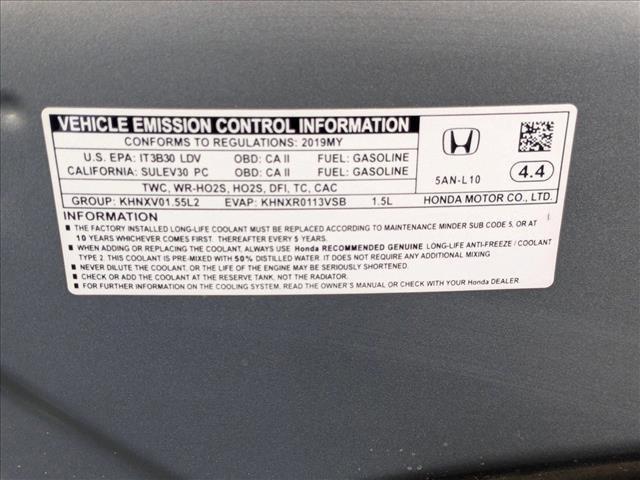 VEHICLE EMISSION CONTROL INFORMATION
CONFORMS TO REGULATIONS: 2019MY
U.S. EPA: IT3B30 LDV OBD: CA II FUEL: GASOLINE
CALIFORNIA: SULEV30 PC OBD: CA II FUEL: GASOLINE
TWC, WR-HO2S, HO2S, DFI, TC, CAC
GROUP: KHNXV01.55L2 EVAP: KHNXR0113VSB 1.5L
5AN-L10 4.4
HONDA MOTOR CO., LTD.
INFORMATION
■ THE FACTORY INSTALLED LONG-LIFE COOLANT MUST BE REPLACED ACCORDING TO MAINTENANCE MINDER SUB CODE 5, OR AT
10 YEARS WHICHEVER COMES FIRST. THEREAFTER EVERY 5 YEARS.
■ WHEN ADDING OR REPLACING THE COOLANT, ALWAYS USE Honda RECOMMENDED GENUINE LONG-LIFE ANTI-FREEZE / COOLANT
TYPE 2. THIS COOLANT IS PRE-MIXED WITH 50% DISTILLED WATER. IT DOES NOT REQUIRE ANY ADDITIONAL MIXING
■ NEVER DILUTE THE COOLANT, OR THE LIFE OF THE ENGINE MAY BE SERIOUSLY SHORTENED.
■ CHECK OR ADD THE COOLANT AT THE RESERVE TANK, NOT THE RADIATOR.
■ FOR FURTHER INFORMATION ON THE COOLING SYSTEM, READ THE OWNER'S MANUAL OR CHECK WITH YOUR Honda DEALER.